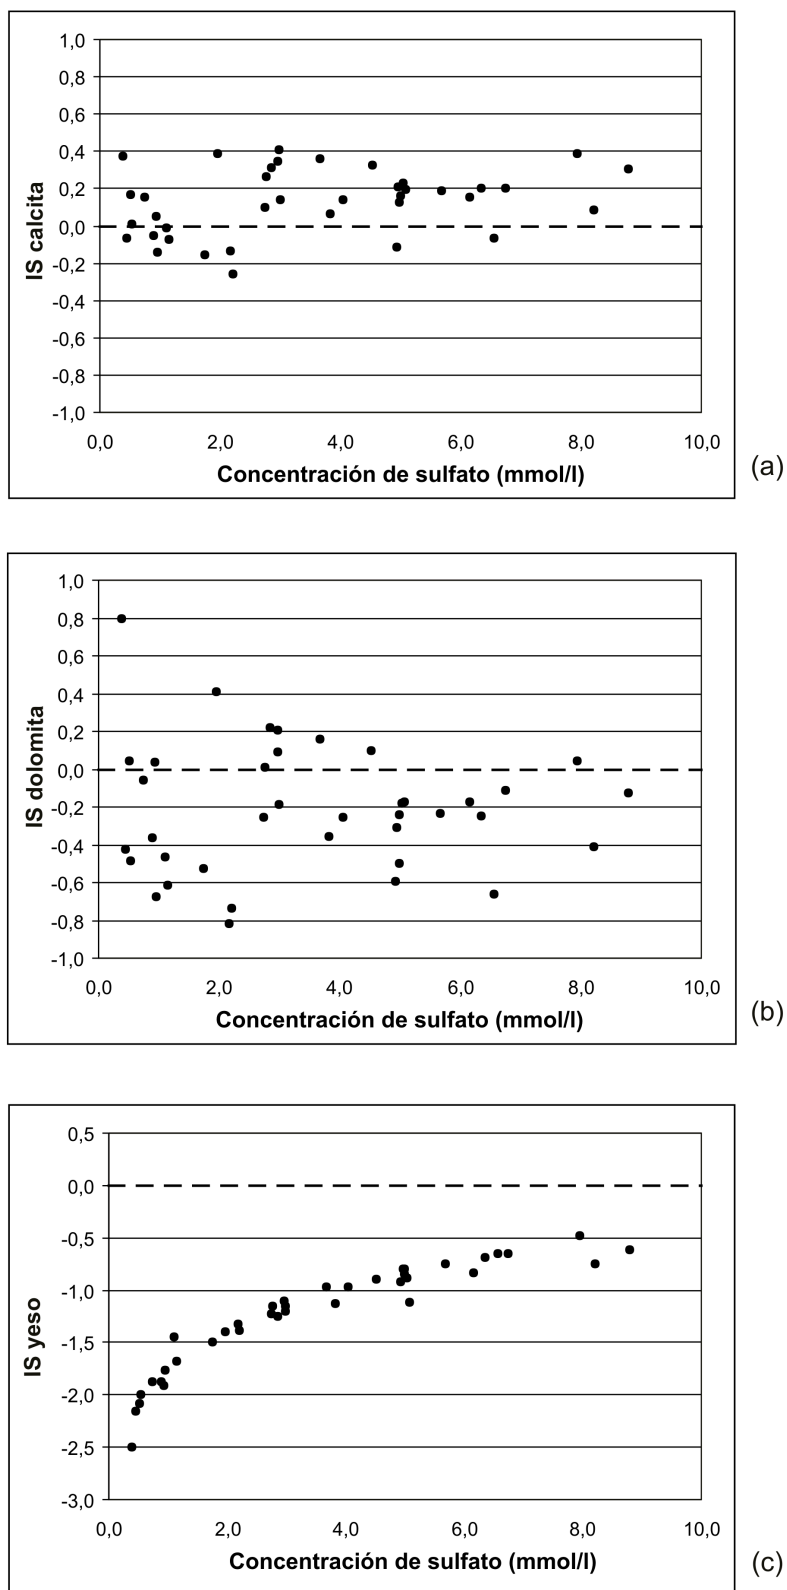 1,0
0,8
0,6
0,4
0,2
0,0
-0,2
-0,4
-0,6
-0,8
-1,0
IS calcita
0,0 2,0 4,0 6,0 8,0 10,0
Concentración de sulfato (mmol/l)
(a)
1,0
0,8
0,6
0,4
0,2
0,0
-0,2
-0,4
-0,6
-0,8
-1,0
IS dolomita
0,0 2,0 4,0 6,0 8,0 10,0
Concentración de sulfato (mmol/l)
(b)
0,5
0,0
-0,5
-1,0
-1,5
-2,0
-2,5
-3,0
IS yeso
0,0 2,0 4,0 6,0 8,0 10,0
Concentración de sulfato (mmol/l)
(c)